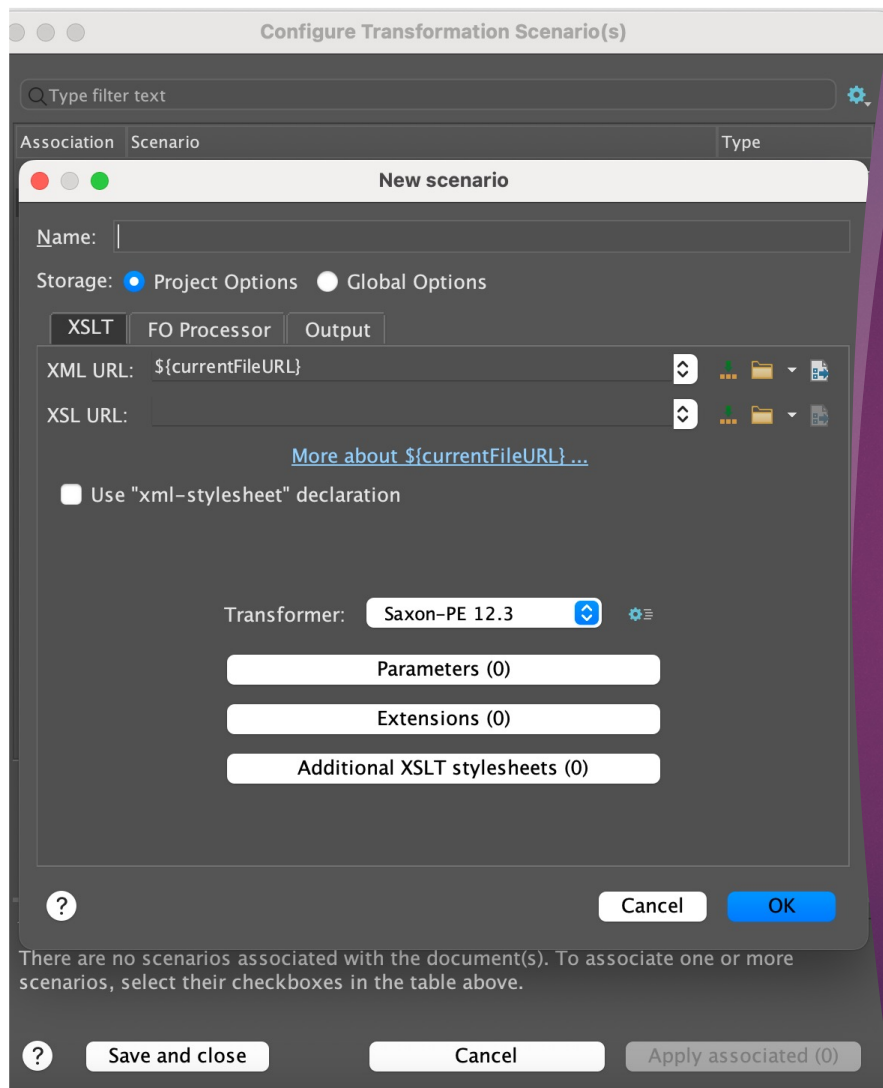 Configure Transformation Scenario(s)
Type filter text
Association Scenario Type
New scenario
Name:
Storage: Project Options Global Options
XSLT FO Processor Output
XML URL: ${currentFileURL}
XSL URL:
More about ${currentFileURL} ...
Use "xml-stylesheet" declaration
Transformer: Saxon-PE 12.3
Parameters (0)
Extensions (0)
Additional XSLT stylesheets (0)
? Cancel OK
There are no scenarios associated with the document(s). To associate one or more
scenarios, select their checkboxes in the table above.
? Save and close Cancel Apply associated (0)